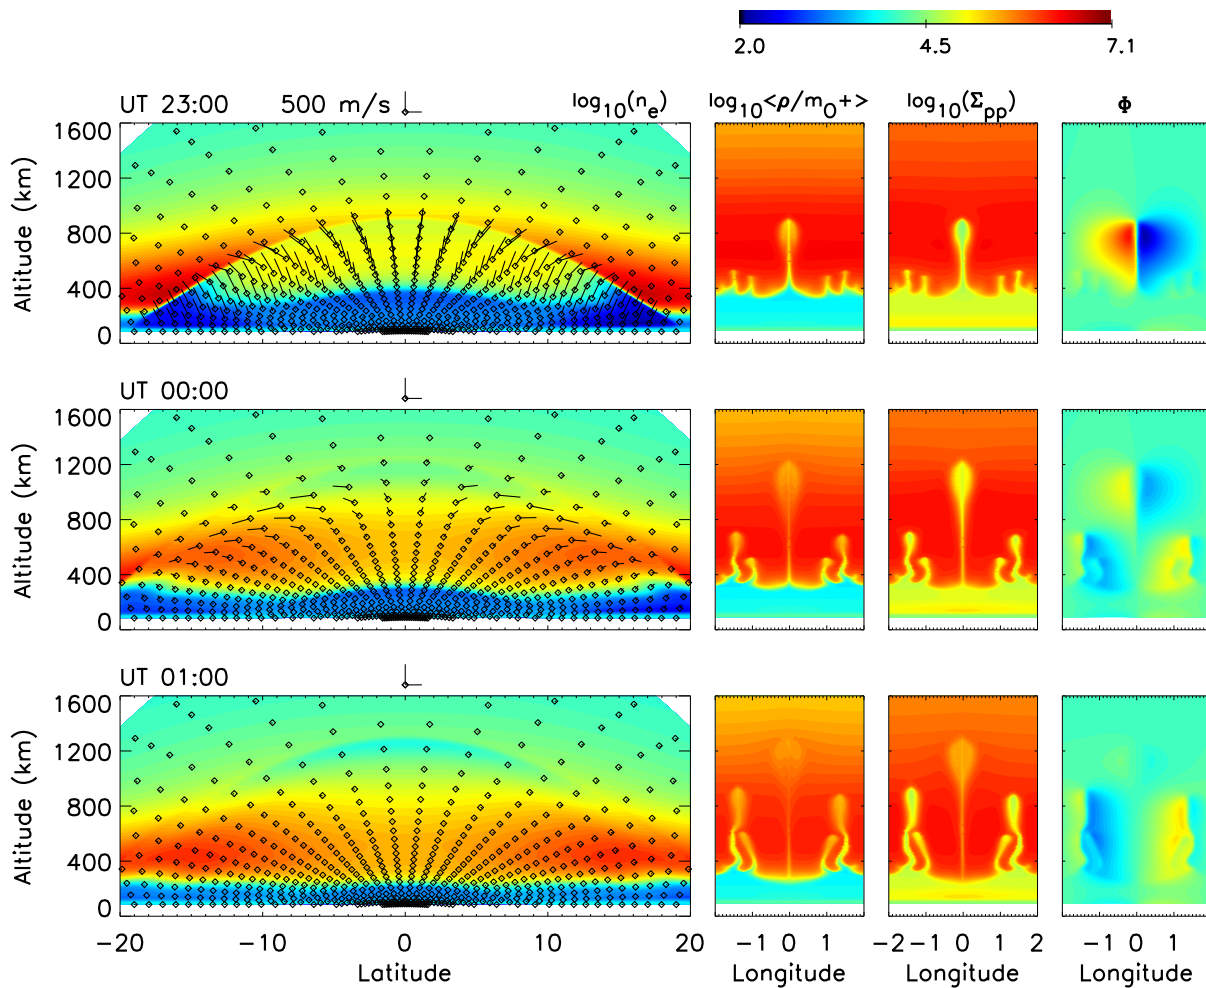 2.0 4.5 7.1
UT 23:00 500 m/s log10(ne) log10<ρ/mO+> log10(Σpp) Φ
1600
1200
800
400
0
Altitude (km)
UT 00:00
1600
1200
800
400
0
Altitude (km)
UT 01:00
1600
1200
800
400
0
Altitude (km)
−20 −10 0 10 20 −1 0 1 −2 −1 0 1 2 −1 0 1
Latitude Longitude Longitude Longitude